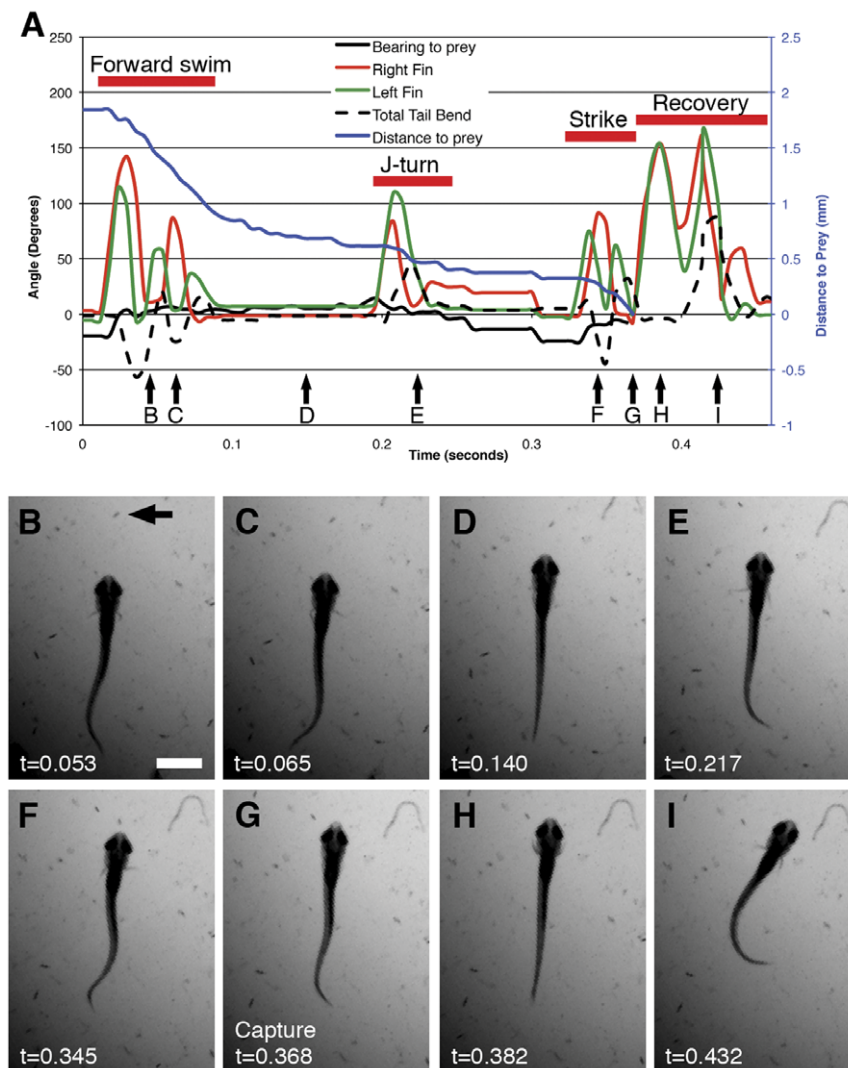 A
250
200
150
100
50
0
-50
-100
Angle (Degrees)
Forward swim
Bearing to prey
Right Fin
Left Fin
Total Tail Bend
Distance to prey
J-turn
Strike
Recovery
2.5
2
1.5
1
0.5
0
-0.5
-1
Distance to Prey (mm)
B C D E F G H I
0 0.1 0.2 0.3 0.4
Time (seconds)
B
t=0.053
C
t=0.065
D
t=0.140
E
t=0.217
F
t=0.345
G
Capture
t=0.368
H
t=0.382
I
t=0.432